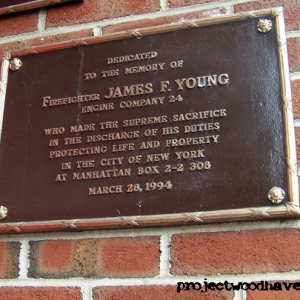 DEDICATED
TO THE MEMORY OF
FIREFIGHTER JAMES F. YOUNG
ENGINE COMPANY 24
WHO MADE THE SUPREME SACRIFICE
IN THE DISCHARGE OF HIS DUTIES
PROTECTING LIFE AND PROPERTY
IN THE CITY OF NEW YORK
AT MANHATTAN BOX 2-2 308
MARCH 28, 1994
projectwoodhave